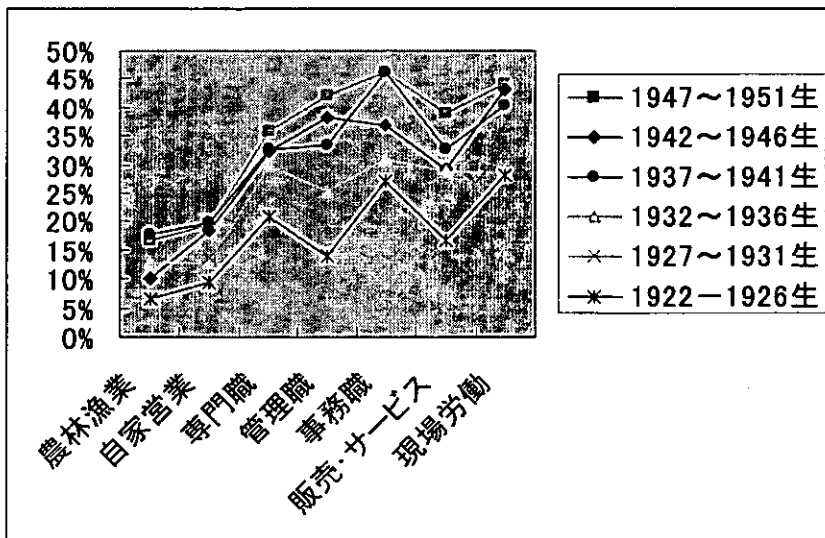 50%
45%
40%
35%
30%
25%
20%
15%
10%
5%
0%
農林漁業
自家営業
専門職
管理職
事務職
販売・サービス
現場労働
1947～1951生
1942～1946生
1937～1941生
1932～1936生
1927～1931生
1922－1926生